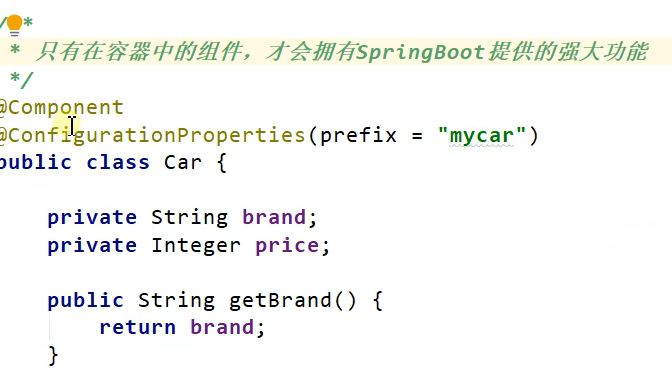 /**
* 只有在容器中的组件，才会拥有SpringBoot提供的强大功能
*/
@Component
@ConfigurationProperties(prefix = "mycar")
public class Car {
private String brand;
private Integer price;
public String getBrand() {
return brand;
}